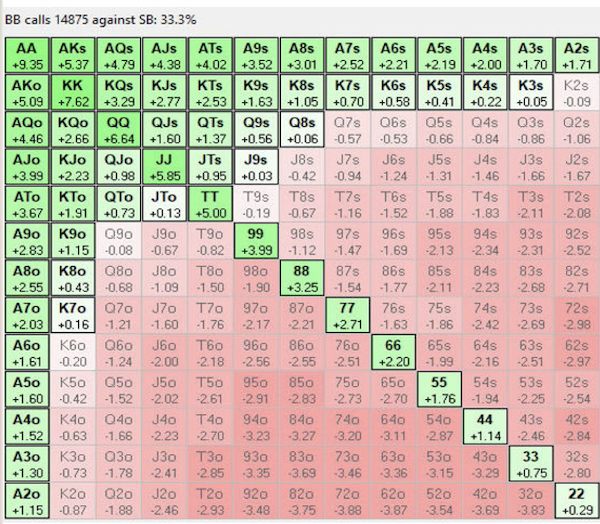 BB calls 14875 against SB: 33.3%
AA AKs AQs AJs ATs A9s A8s A7s A6s A5s A4s A3s A2s
+9.35 +5.37 +4.79 +4.38 +4.02 +3.52 +3.01 +2.52 +2.21 +2.19 +2.00 +1.70 +1.71
AKo KK KQs KJs KTs K9s K8s K7s K6s K5s K4s K3s K2s
+5.09 +7.62 +3.29 +2.77 +2.53 +1.63 +1.05 +0.70 +0.58 +0.41 +0.22 +0.05 -0.09
AQo KQo QQ QJs QTs Q9s Q8s Q7s Q6s Q5s Q4s Q3s Q2s
+4.46 +2.66 +6.64 +1.60 +1.37 +0.56 +0.06 -0.57 -0.53 -0.66 -0.84 -0.86 -1.06
AJo KJo QJo JJ JTs J9s J8s J7s J6s J5s J4s J3s J2s
+3.99 +2.23 +0.98 +5.85 +0.95 +0.03 -0.42 -0.94 -1.24 -1.31 -1.46 -1.66 -1.67
ATo KTo QTo JTo TT T9s T8s T7s T6s T5s T4s T3s T2s
+3.67 +1.91 +0.73 +0.13 +5.00 -0.19 -0.67 -1.16 -1.52 -1.88 -1.83 -2.11 -2.08
A9o K9o Q9o J9o T9o 99 98s 97s 96s 95s 94s 93s 92s
+2.83 +1.15 -0.08 -0.67 -0.82 +3.99 -1.12 -1.47 -1.69 -2.13 -2.34 -2.31 -2.52
A8o K8o Q8o J8o T8o 98o 88 87s 86s 85s 84s 83s 82s
+2.55 +0.43 -0.68 -1.09 -1.50 -1.90 +3.25 -1.54 -1.77 -2.11 -2.23 -2.68 -2.71
A7o K7o Q7o J7o T7o 97o 87o 77 76s 75s 74s 73s 72s
+2.03 +0.16 -1.21 -1.60 -1.76 -2.17 -2.21 +2.71 -1.63 -1.86 -2.42 -2.69 -2.98
A6o K6o Q6o J6o T6o 96o 86o 76o 66 65s 64s 63s 62s
+1.61 -0.20 -1.24 -2.00 -2.18 -2.56 -2.55 -2.51 +2.20 -1.99 -2.16 -2.51 -2.97
A5o K5o Q5o J5o T5o 95o 85o 75o 65o 55 54s 53s 52s
+1.60 -0.42 -1.52 -2.02 -2.61 -2.91 -2.83 -2.73 -2.70 +1.76 -1.94 -2.25 -2.54
A4o K4o Q4o J4o T4o 94o 84o 74o 64o 54o 44 43s 42s
+1.52 -0.63 -1.66 -2.23 -2.70 -3.23 -3.27 -3.20 -3.11 -2.87 +1.14 -2.46 -2.84
A3o K3o Q3o J3o T3o 93o 83o 73o 63o 53o 43o 33 32s
+1.30 -0.73 -1.78 -2.41 -2.85 -3.35 -3.69 -3.46 -3.36 -3.15 -3.29 +0.75 -2.80
A2o K2o Q2o J2o T2o 92o 82o 72o 62o 52o 42o 32o 22
+1.15 -0.87 -1.88 -2.46 -2.93 -3.48 -3.75 -3.88 -3.87 -3.54 -3.69 -3.83 +0.29